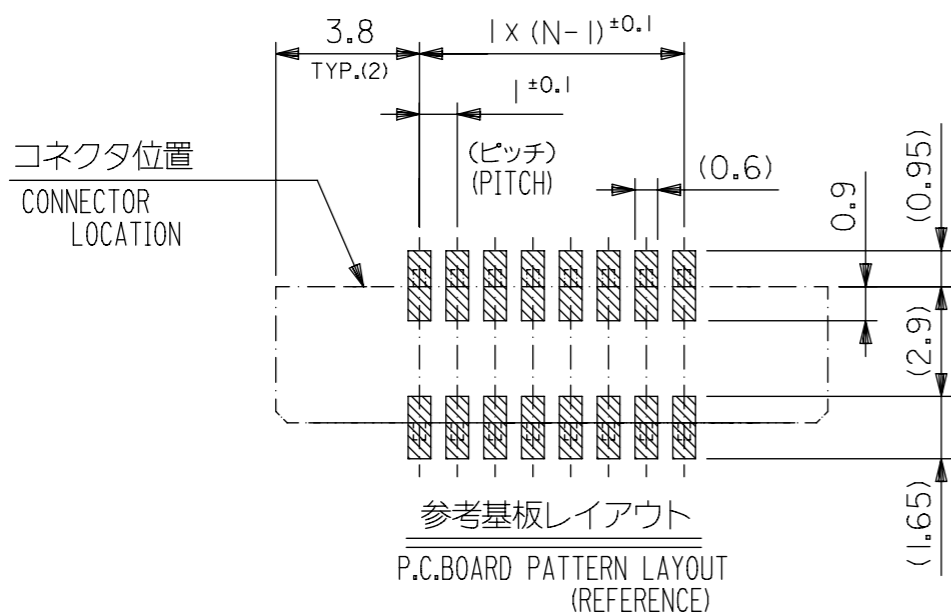 3.8
TYP.(2)
1 x (N-1)±0.1
1±0.1
(ピッチ)
(PITCH)
(0.6)
0.9
(0.95)
コネクタ位置
CONNECTOR
LOCATION
(2.9)
(1.65)
参考基板レイアウト
P.C.BOARD PATTERN LAYOUT
(REFERENCE)